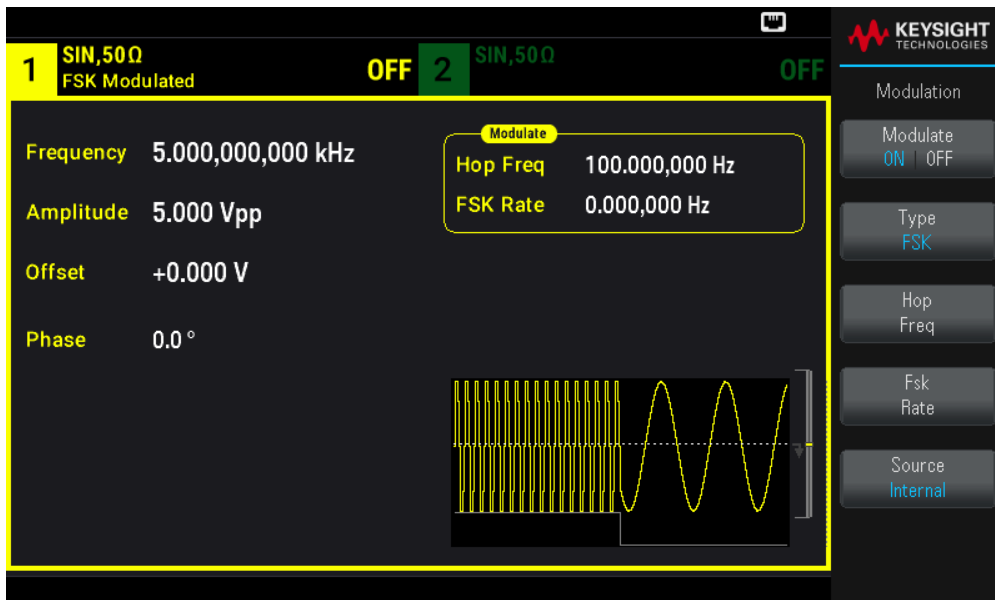 KEYSIGHT
TECHNOLOGIES
1
SIN,50Ω
FSK Modulated
OFF
2
SIN,50Ω
OFF
Frequency 5.000,000,000 kHz
Amplitude 5.000 Vpp
Offset +0.000 V
Phase 0.0 °
Modulate
Hop Freq 100.000,000 Hz
FSK Rate 0.000,000 Hz
Modulation
Modulate
ON | OFF
Type
FSK
Hop
Freq
Fsk
Rate
Source
Internal